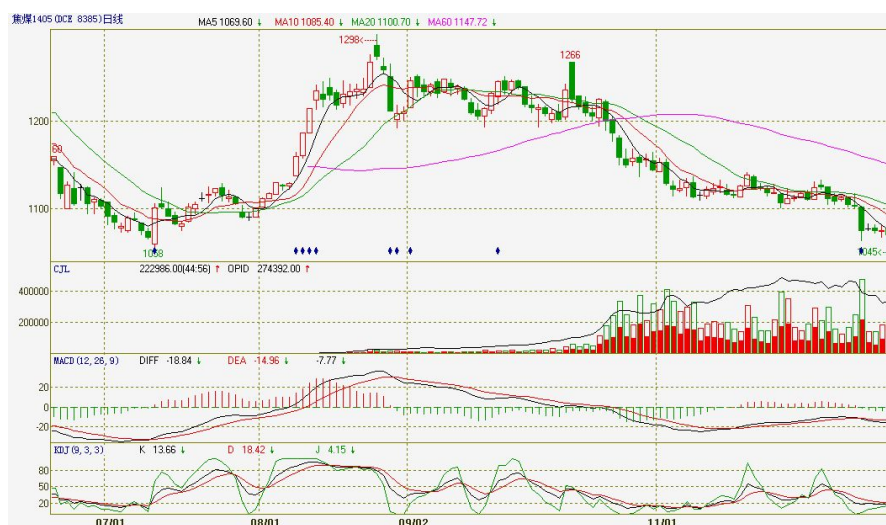 焦煤1405(DCE 8385)日线 MA5 1069.60 ↓ MA10 1085.40 ↓ MA20 1100.70 ↓ MA60 1147.72 ↓
1298<
1266
1200
1100
1045<
CJL 222986.00(44:56) ↑ OPID 274392.00 ↑
400000
200000
MACD(12,26,9) DIFF -18.84 ↓ DEA -14.96 ↓ -7.77 ↓
20
0
-20
KDJ(9,3,3) K 13.66 ↓ D 18.42 ↓ J 4.15 ↓
80
50
20
07/01 08/01 09/02 11/01